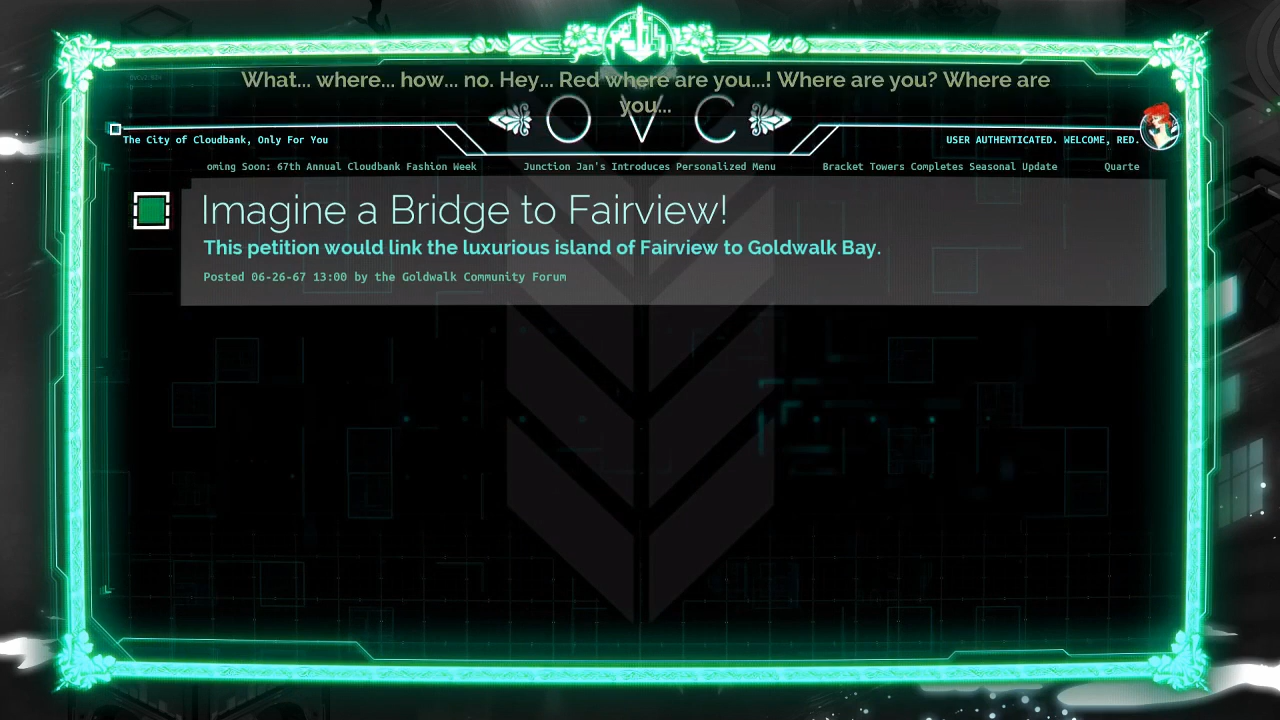 What... where... how... no. Hey... Red where are you...! Where are you? Where are
you...
OVC
The City of Cloudbank, Only For You
USER AUTHENTICATED. WELCOME, RED.
oming Soon: 67th Annual Cloudbank Fashion Week Junction Jan's Introduces Personalized Menu Bracket Towers Completes Seasonal Update Quarte
Imagine a Bridge to Fairview!
This petition would link the luxurious island of Fairview to Goldwalk Bay.
Posted 06-26-67 13:00 by the Goldwalk Community Forum